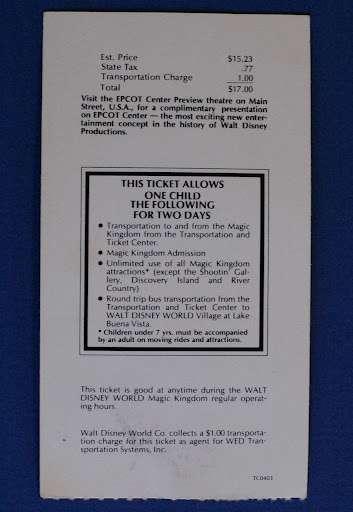 Est. Price $15.23
State Tax .77
Transportation Charge 1.00
Total $17.00
Visit the EPCOT Center Preview theatre on Main
Street, U.S.A., for a complimentary presentation
on EPCOT Center — the most exciting new enter-
tainment concept in the history of Walt Disney
Productions.
THIS TICKET ALLOWS
ONE CHILD
THE FOLLOWING
FOR TWO DAYS
• Transportation to and from the Magic
Kingdom from the Transportation and
Ticket Center.
• Magic Kingdom Admission
• Unlimited use of all Magic Kingdom
attractions* (except the Shootin' Gal-
lery, Discovery Island and River
Country)
• Round trip bus transportation from the
Transportation and Ticket Center to
WALT DISNEY WORLD Village at Lake
Buena Vista.
* Children under 7 yrs. must be accompanied
by an adult on moving rides and attractions.
This ticket is good at anytime during the WALT
DISNEY WORLD Magic Kingdom regular operat-
ing hours.
Walt Disney World Co. collects a $1.00 transporta-
tion charge for this ticket as agent for WED Tran-
sportation Systems, Inc.
TC0403